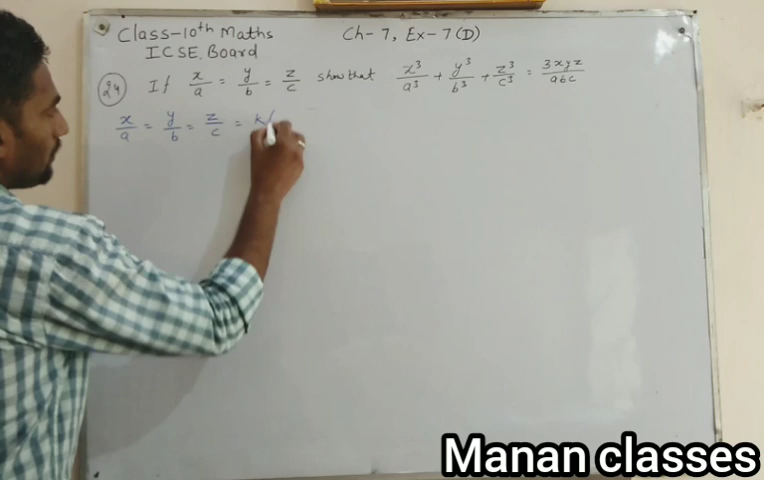 Class-10th Maths Ch-7, Ex-7(D)
ICSE Board
24 If x/a = y/b = z/c show that x³/a³ + y³/b³ + z³/c³ = 3xyz/abc
x/a = y/b = z/c = k(
Manan classes